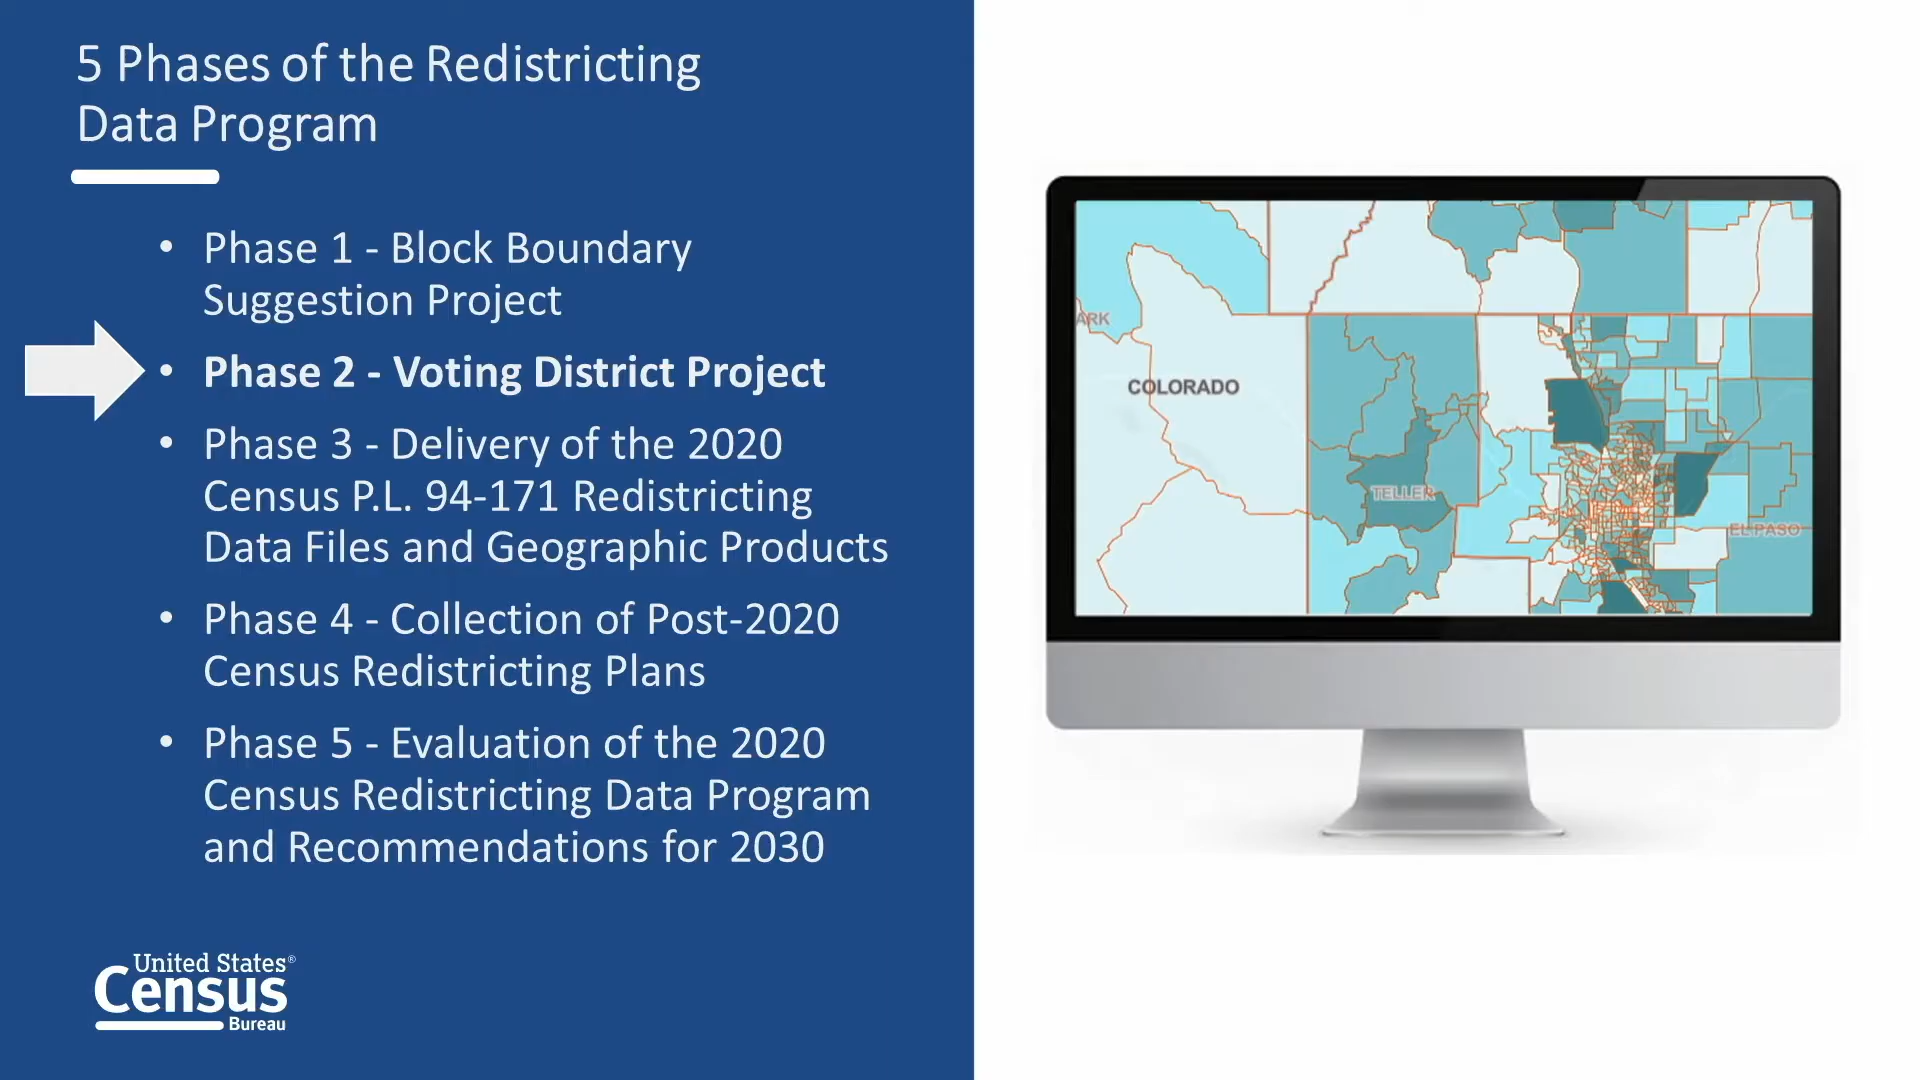 5 Phases of the Redistricting
Data Program
• Phase 1 - Block Boundary
Suggestion Project
• Phase 2 - Voting District Project
• Phase 3 - Delivery of the 2020
Census P.L. 94-171 Redistricting
Data Files and Geographic Products
• Phase 4 - Collection of Post-2020
Census Redistricting Plans
• Phase 5 - Evaluation of the 2020
Census Redistricting Data Program
and Recommendations for 2030
United States®
Census
Bureau
ARK
COLORADO
TELLER
EL PASO